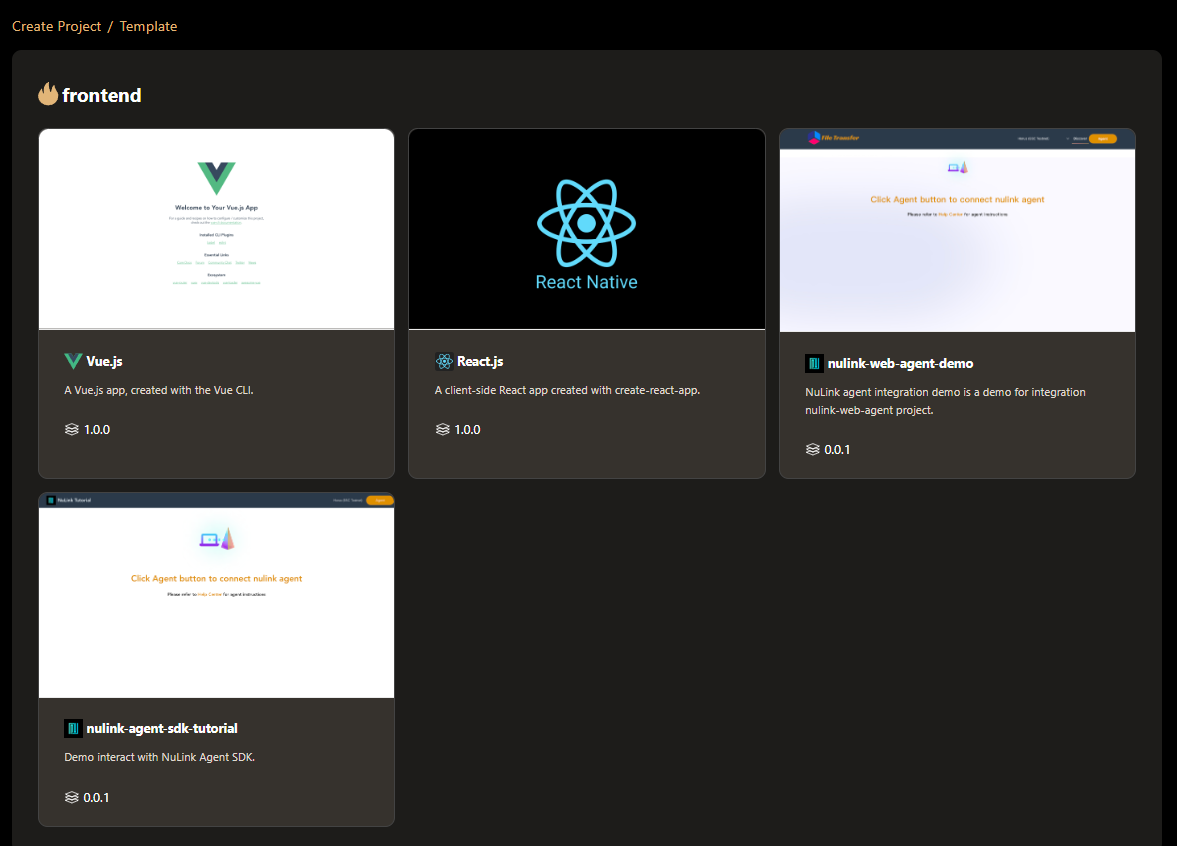 Create Project / Template
frontend
Welcome to Your Vue.js App
Installed CLI Plugins
Essential Links
Ecosystem
Vue.js
A Vue.js app, created with the Vue CLI.
1.0.0
React Native
React.js
A client-side React app created with create-react-app.
1.0.0
File Transfer
Click Agent button to connect nulink agent
Please refer to Help Center for agent instructions
nulink-web-agent-demo
NuLink agent integration demo is a demo for integration
nulink-web-agent project.
0.0.1
NuLink Tutorial
Click Agent button to connect nulink agent
Please refer to Help Center for agent instructions
nulink-agent-sdk-tutorial
Demo interact with NuLink Agent SDK.
0.0.1